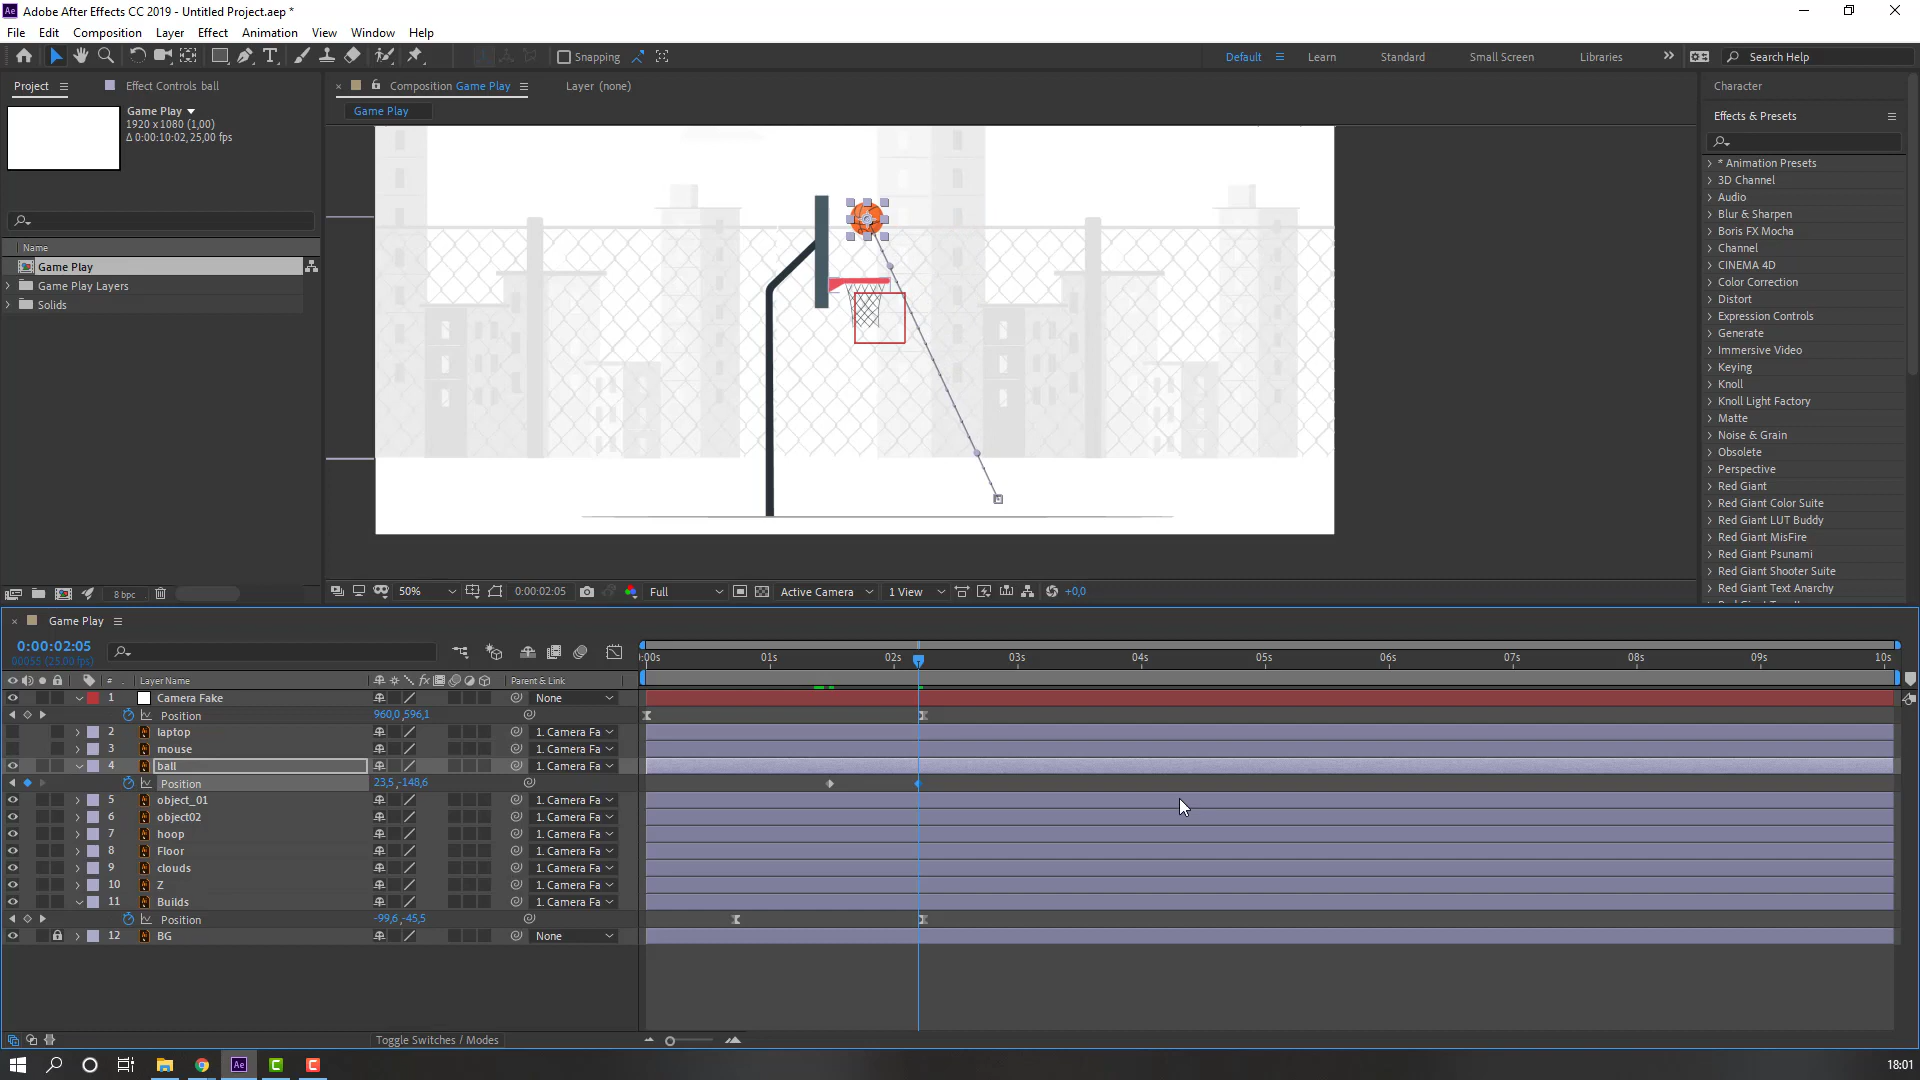 Adobe After Effects CC 2019 - Untitled Project.aep *
File Edit Composition Layer Effect Animation View Window Help
Snapping Default Learn Standard Small Screen Libraries Search Help
Project Effect Controls ball Composition Game Play Layer (none) Character
Game Play Game Play Effects & Presets
1920 x 1080 (1,00)
Δ 0:00:10:02, 25,00 fps
* Animation Presets
3D Channel
Audio
Blur & Sharpen
Boris FX Mocha
Channel
CINEMA 4D
Color Correction
Distort
Expression Controls
Generate
Immersive Video
Keying
Knoll
Knoll Light Factory
Matte
Noise & Grain
Obsolete
Perspective
Red Giant
Red Giant Color Suite
Red Giant LUT Buddy
Red Giant MisFire
Red Giant Psunami
Red Giant Shooter Suite
Red Giant Text Anarchy
Name
Game Play
Game Play Layers
Solids
8 bpc 50% 0:00:02:05 Full Active Camera 1 View +0,0
Game Play
0:00:02:05
00055 (25.00 fps)
:00s 01s 02s 03s 04s 05s 06s 07s 08s 09s 10s
# Layer Name fx Parent & Link
1 Camera Fake None
Position 960,0,596,1
2 laptop 1. Camera Fa
3 mouse 1. Camera Fa
4 ball 1. Camera Fa
Position 23,5,-148,6
5 object_01 1. Camera Fa
6 object02 1. Camera Fa
7 hoop 1. Camera Fa
8 Floor 1. Camera Fa
9 clouds 1. Camera Fa
10 Z 1. Camera Fa
11 Builds 1. Camera Fa
Position -99,6,-45,5
12 BG None
Toggle Switches / Modes
Ae C C 18:01